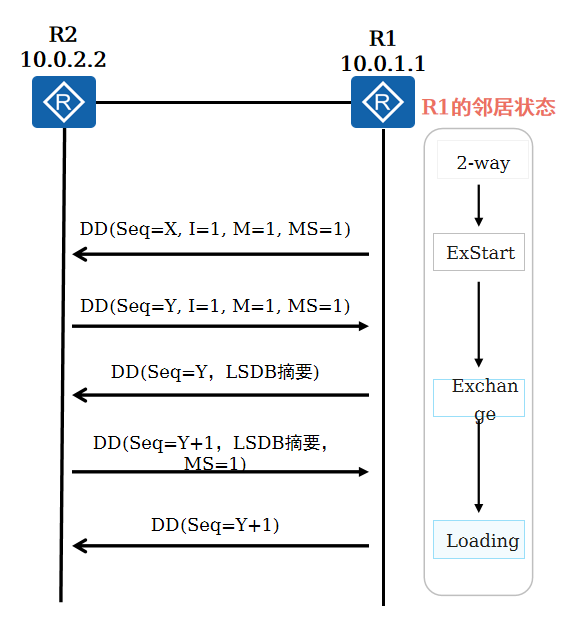 R2
10.0.2.2
R1
10.0.1.1
R
R
R1的邻居状态
2-way
DD(Seq=X, I=1, M=1, MS=1)
ExStart
DD(Seq=Y, I=1, M=1, MS=1)
DD(Seq=Y，LSDB摘要)
Exchan
ge
DD(Seq=Y+1，LSDB摘要，
MS=1)
DD(Seq=Y+1)
Loading